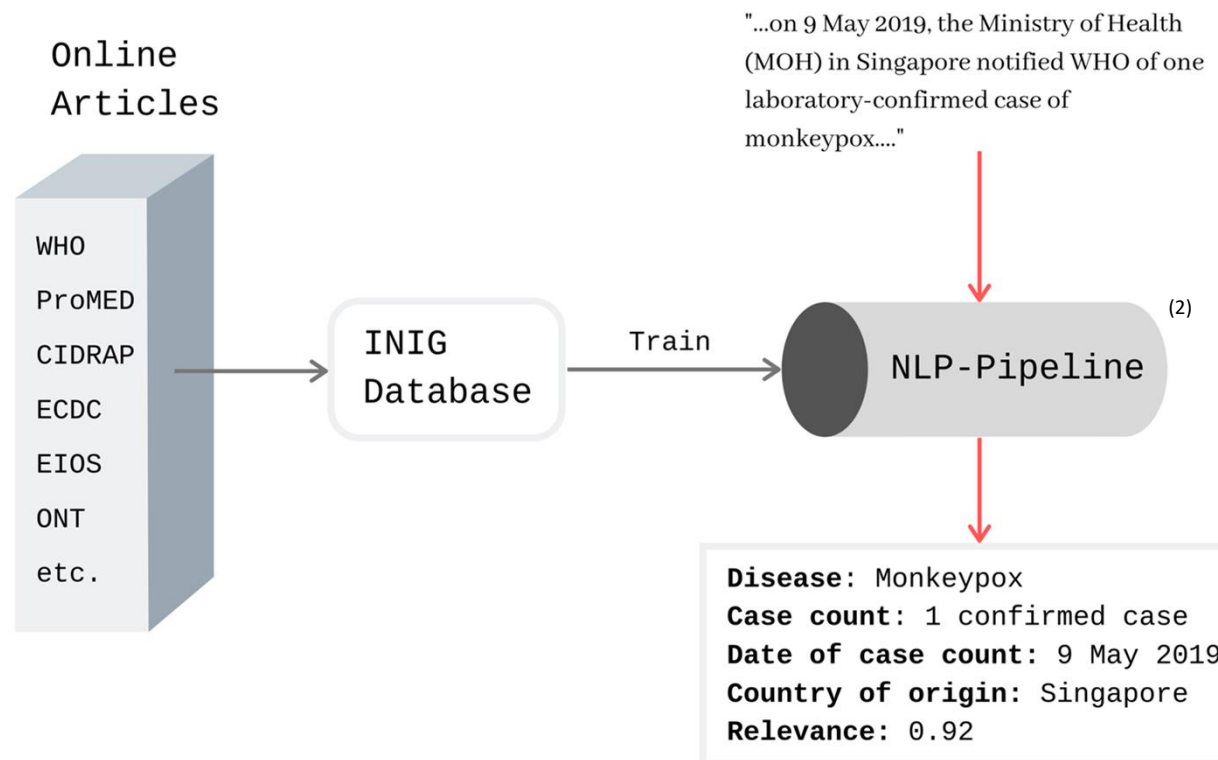 Online
Articles
WHO
ProMED
CIDRAP
ECDC
EIOS
ONT
etc.
INIG
Database
Train
"...on 9 May 2019, the Ministry of Health
(MOH) in Singapore notified WHO of one
laboratory-confirmed case of
monkeypox...."
(2)
NLP-Pipeline
Disease: Monkeypox
Case count: 1 confirmed case
Date of case count: 9 May 2019
Country of origin: Singapore
Relevance: 0.92